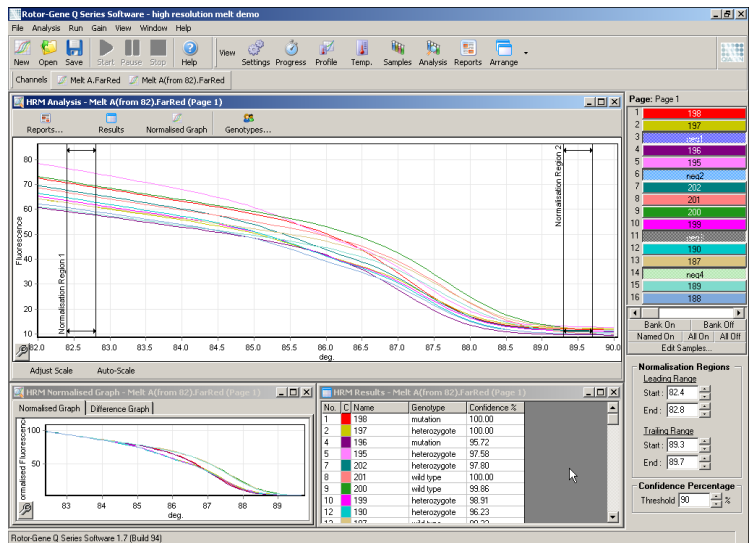 Rotor-Gene Q Series Software - high resolution melt demo
File Analysis Run Gain View Window Help
New Open Save Start Pause Stop Help View Settings Progress Profile Temp. Samples Analysis Reports Arrange
Channels Melt A.FarRed Melt A(from 82).FarRed
HRM Analysis - Melt A(from 82).FarRed (Page 1)
Reports... Results Normalised Graph Genotypes...
Fluorescence
80
70
60
50
40
30
20
10
Normalisation Region 1
Normalisation Region 2
82.0 82.5 83.0 83.5 84.0 84.5 85.0 85.5 86.0 86.5 87.0 87.5 88.0 88.5 89.0 89.5 90.0
deg.
Adjust Scale Auto-Scale
HRM Normalised Graph - Melt A(from 82).FarRed (Page 1)
Normalised Graph Difference Graph
ormalised Fluorescence
100
50
83 84 85 86 87 88 89
deg.
HRM Results - Melt A(from 82).FarRed (Page 1)
No. C Name Genotype Confidence %
1 198 mutation 100.00
2 197 heterozygote 100.00
4 196 mutation 95.72
5 195 heterozygote 97.58
7 202 heterozygote 97.80
8 201 wild type 100.00
9 200 wild type 99.86
10 199 heterozygote 98.91
12 190 heterozygote 96.23
Page: Page 1
1 198
2 197
3 neg1
4 196
5 195
6 neg2
7 202
8 201
9 200
10 199
11
12 190
13 187
14 neg4
15 189
16 188
Bank On Bank Off
Named On All On All Off
Edit Samples...
Normalisation Regions
Leading Range
Start: 82.4
End: 82.8
Trailing Range
Start: 89.3
End: 89.7
Confidence Percentage
Threshold 90 %
Rotor-Gene Q Series Software 1.7 (Build 94)